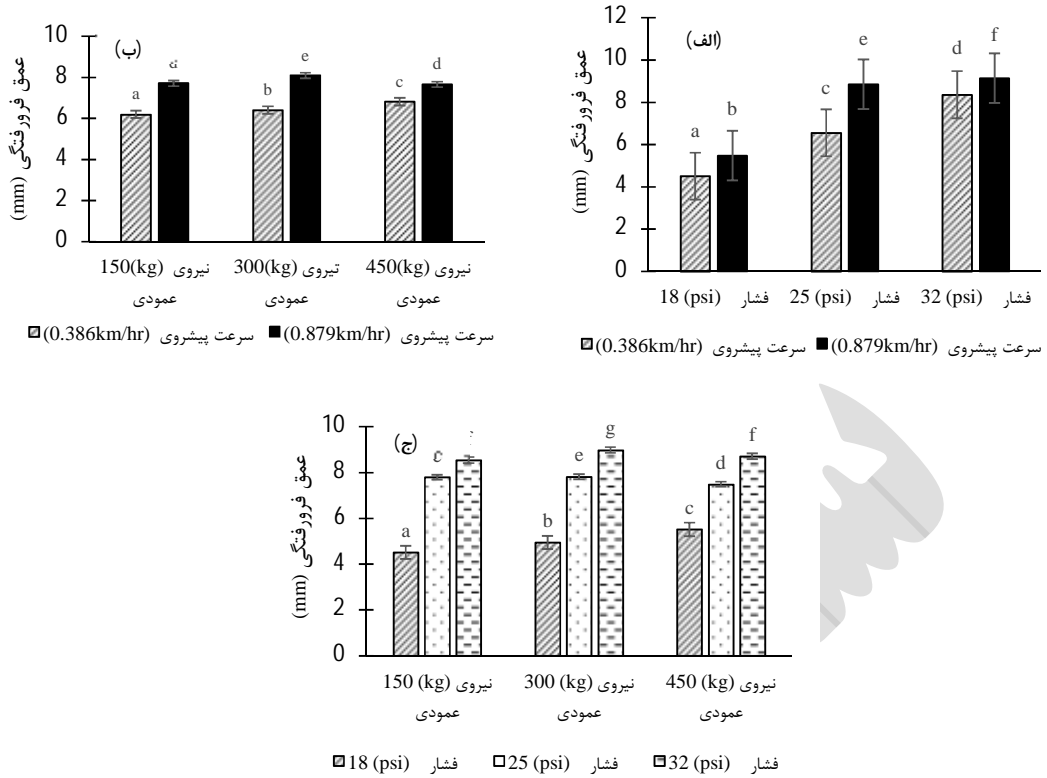 (الف)
عمق فرورفتگی (mm)
12
10
8
6
4
2
0
a
b
c
e
d
f
فشار 18 (psi)
فشار 25 (psi)
فشار 32 (psi)
سرعت پیشروی (0.386km/hr)
سرعت پیشروی (0.879km/hr)
(ب)
عمق فرورفتگی (mm)
10
8
6
4
2
0
a
d
b
e
c
d
نیروی 150(kg)
عمودی
تیروی 300(kg)
عمودی
نیروی 450(kg)
عمودی
سرعت پیشروی (0.386km/hr)
سرعت پیشروی (0.879km/hr)
(ج)
عمق فرورفتگی (mm)
10
8
6
4
2
0
a
b
e
g
c
d
f
نیروی 150 (kg)
عمودی
نیروی 300 (kg)
عمودی
نیروی 450 (kg)
عمودی
فشار 18 (psi)
فشار 25 (psi)
فشار 32 (psi)